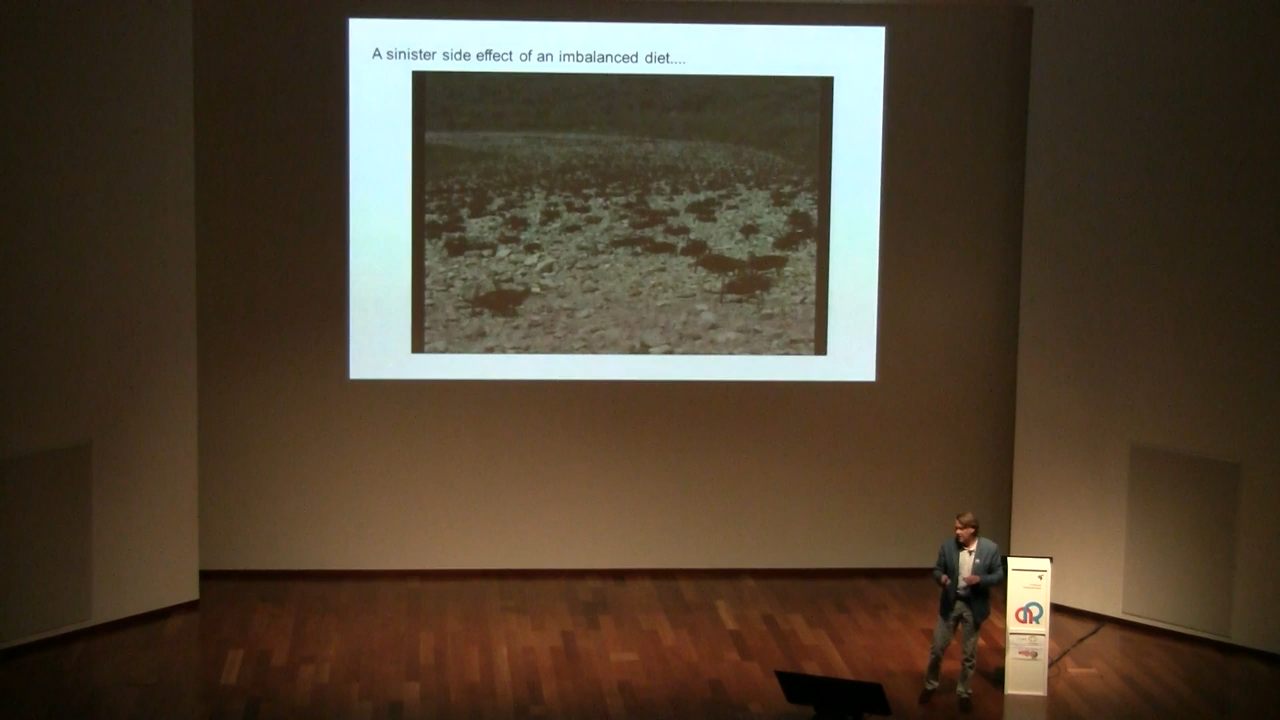 A sinister side effect of an imbalanced diet....